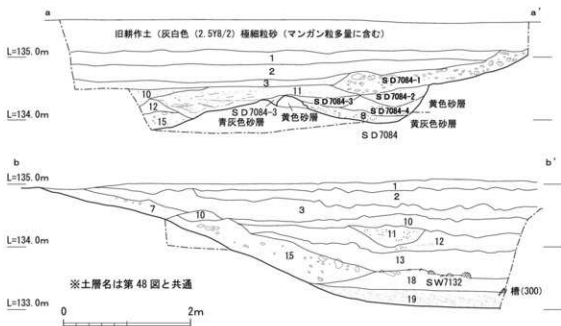 a a'
旧耕作土（灰白色（2.5Y8/2）極細粒砂（マンガン粒多量に含む）
L=135.0m
1
2
SD7084-1
3
10 11 SD7084-2
SD7084-3 黄色砂層
12 SD7084-3 SD7084-4
L=134.0m
15 青灰色砂層 黄色砂層 8 黄灰色砂層
SD7084
b b'
L=135.0m
1
2
7 3
10 10
11
12
L=134.0m
15 13
※土層名は第48図と共通
SW7132
18 槽(300)
L=133.0m
19
0 2m